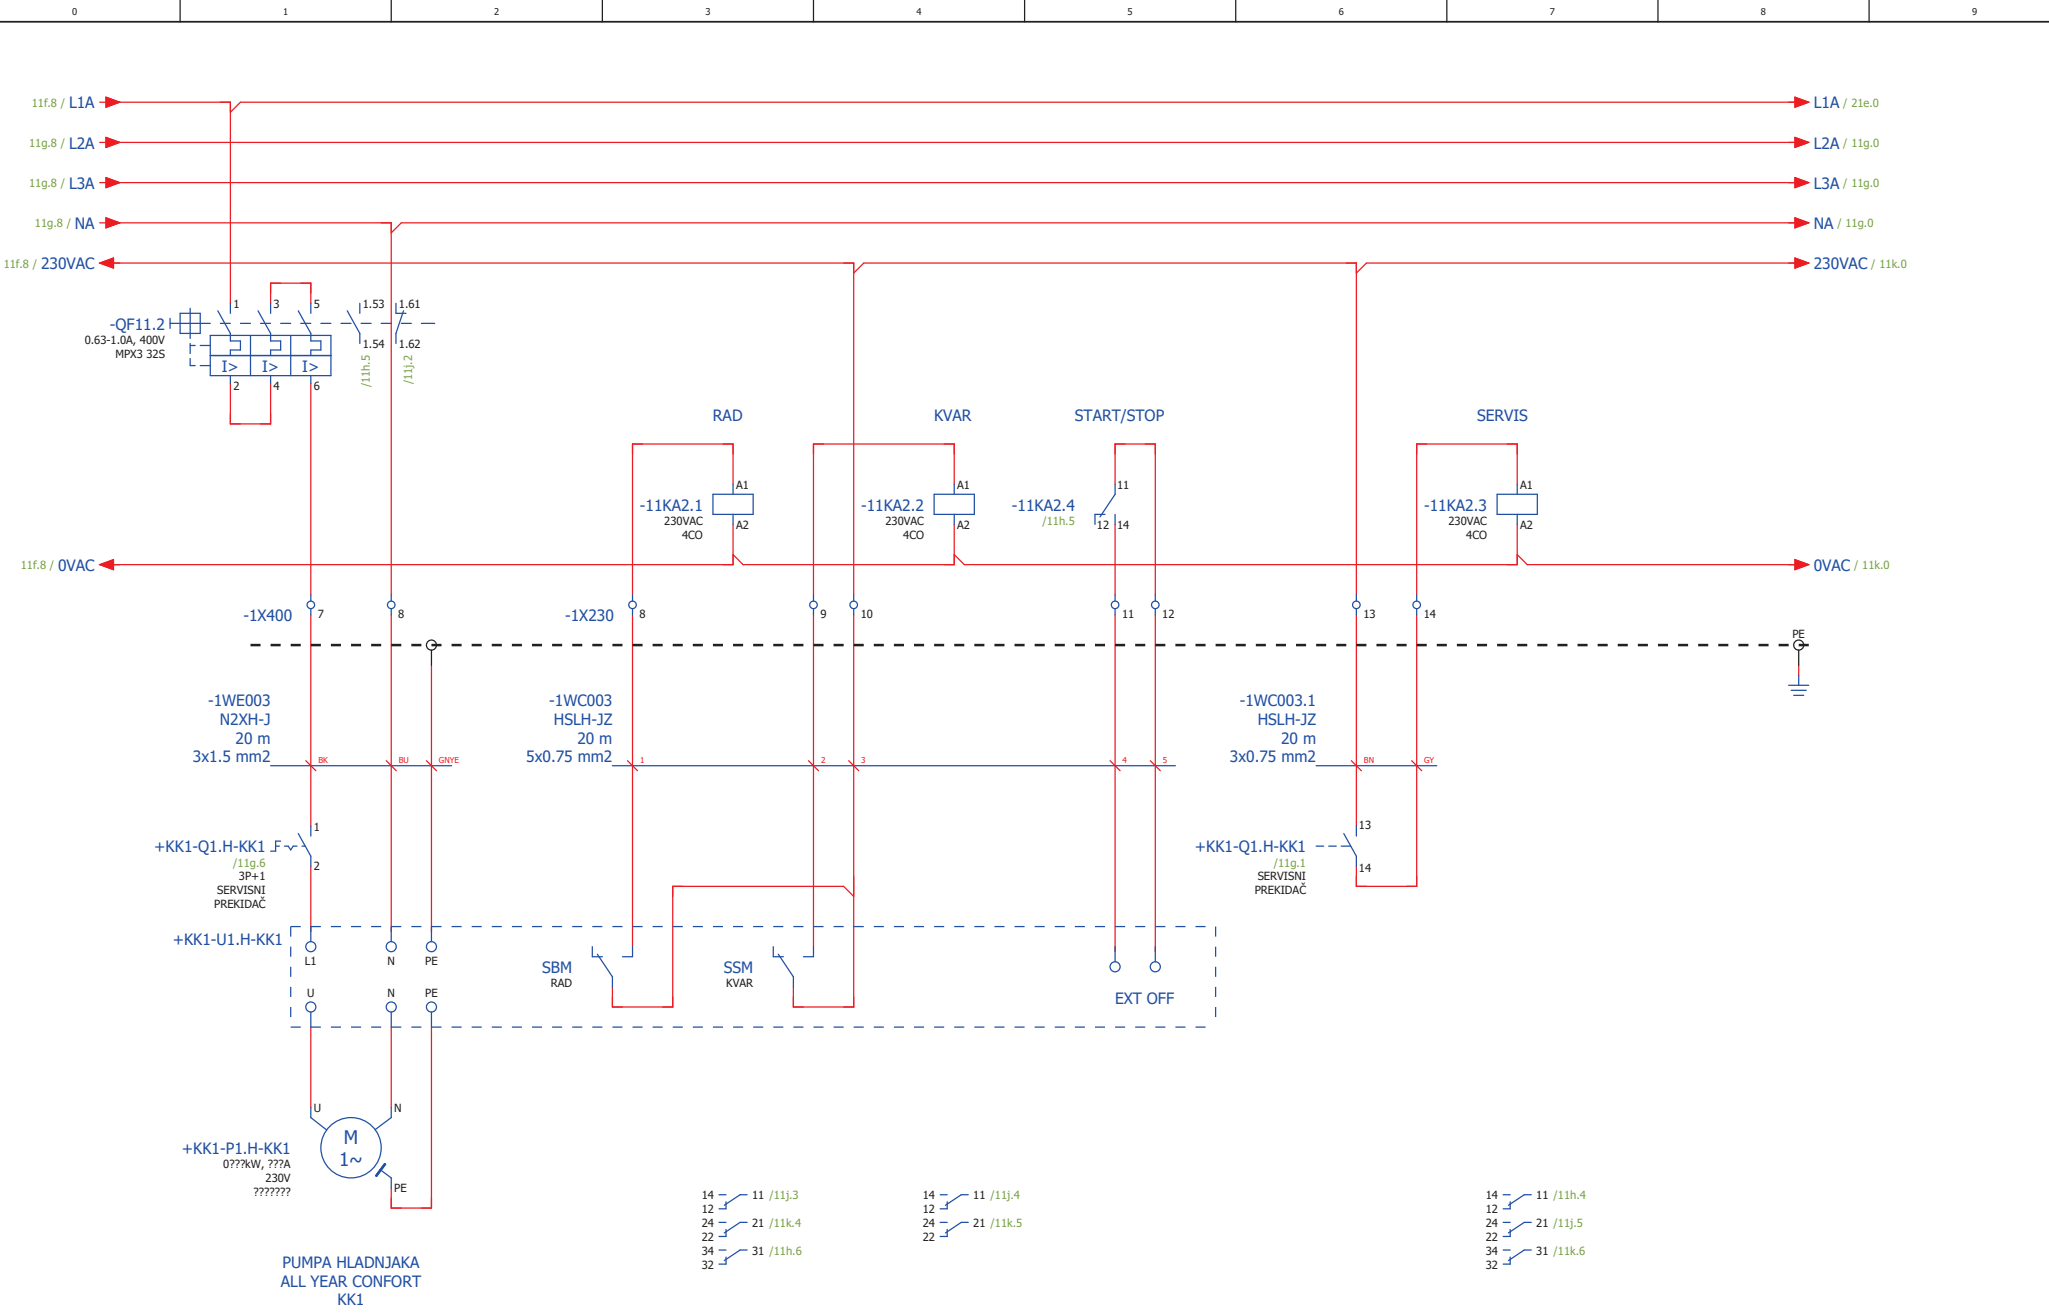 0 1 2 3 4 5 6 7 8 9
11f.8 / L1A L1A / 21e.0
11g.8 / L2A L2A / 11g.0
11g.8 / L3A L3A / 11g.0
11g.8 / NA NA / 11g.0
11f.8 / 230VAC 230VAC / 11k.0
1 3 5 1.53 1.61
-QF11.2
0.63-1.0A, 400V
MPX3 32S
1.54 1.62
I> I> I>
2 4 6
/11h.5 /11j.2
RAD KVAR START/STOP SERVIS
A1 A1 11 A1
-11KA2.1 -11KA2.2 -11KA2.4 -11KA2.3
230VAC 230VAC /11h.5 230VAC
A2 A2 12 14 A2
4CO 4CO 4CO
11f.8 / 0VAC 0VAC / 11k.0
-1X400 7 8 -1X230 8 9 10 11 12 13 14
PE
-1WE003 -1WC003 -1WC003.1
N2XH-J HSLH-JZ HSLH-JZ
20 m 20 m 20 m
3x1.5 mm2 5x0.75 mm2 3x0.75 mm2
BK BU GNYE 1 2 3 4 5 BN GY
1 13
+KK1-Q1.H-KK1 +KK1-Q1.H-KK1
/11g.6 /11g.1
2 14
3P+1
SERVISNI SERVISNI
PREKIDAČ PREKIDAČ
+KK1-U1.H-KK1
L1 N PE
SBM SSM
RAD KVAR
U N PE
EXT OFF
U N
M
1~
+KK1-P1.H-KK1
0???kW, ???A
230V
???????
PE
14 11 /11j.3 14 11 /11j.4 14 11 /11h.4
12 12 12
24 21 /11k.4 24 21 /11k.5 24 21 /11j.5
22 22 22
34 31 /11h.6 34 31 /11k.6
32 32
PUMPA HLADNJAKA
ALL YEAR CONFORT
KK1